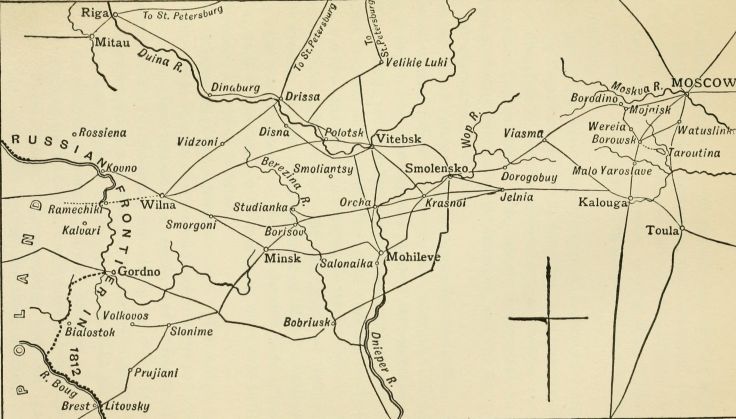 To St. Petersburg
Riga
Mitau
Duina R.
To St. Petersburg
To St. Petersburg
Velikie Luki
Dinaburg
Drissa
Moskva R.
MOSCOW
Borodino
Mojaisk
Rossiena
Vidzoni
Disna
Polotsk
Vitebsk
Wop R.
Viasma
Wereia
Borowsk
Watuslink
Taroutina
RUSSIAN FRONTIER IN 1812
Kovno
Berezina R.
Smoliantsy
Smolensko
Dorogobuy
Malo Yaroslave
Ramechiki
Wilna
Studianka
Orcha
Krasnoi
Jelnia
Kalouga
Kalvari
Smorgoni
Borisov
Toula
POLAND
Minsk
Salonaika
Mohileve
Gordno
Volkovos
Slonime
Bobriusk
Bialostok
Dnieper R.
Prujiani
R. Boug
Brest Litovsky